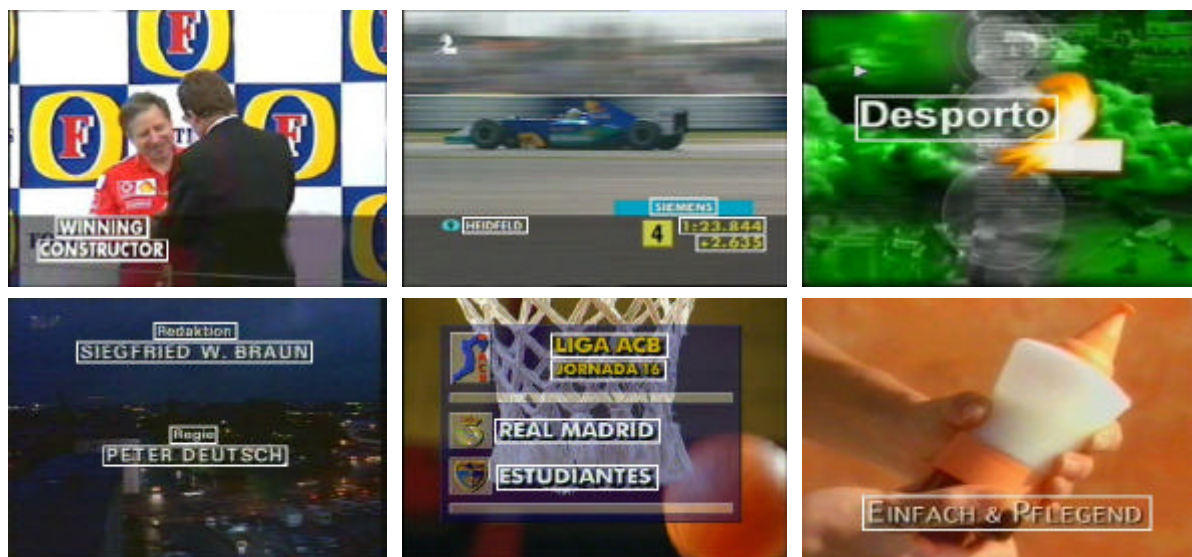 F
F
F
WINNING
CONSTRUCTOR
2
SIEMENS
HEIDFELD
4
1:23.844
+2.635
Desporto
2
Redaktion
SIEGFRIED W. BRAUN
Regie
PETER DEUTSCH
LIGA ACB
JORNADA 16
REAL MADRID
ESTUDIANTES
EINFACH & PFLEGEND